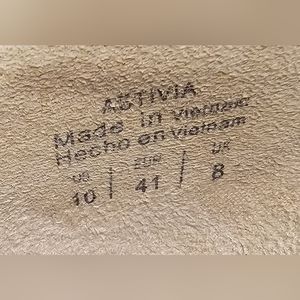 ACTIVIA
Made in Vietnam
Hecho en Vietnam
US EUR UK
10 | 41 | 8